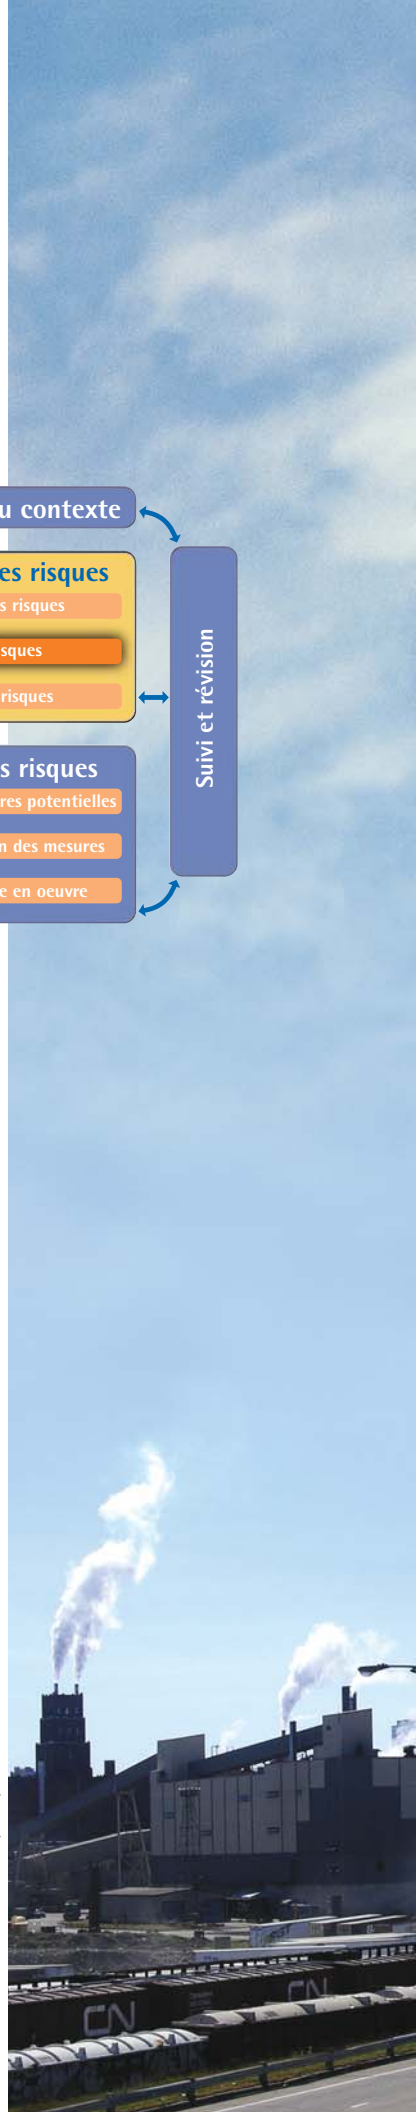 u contexte
es risques
s risques
sques
risques
s risques
res potentielles
n des mesures
e en oeuvre
Suivi et révision
CN
CN